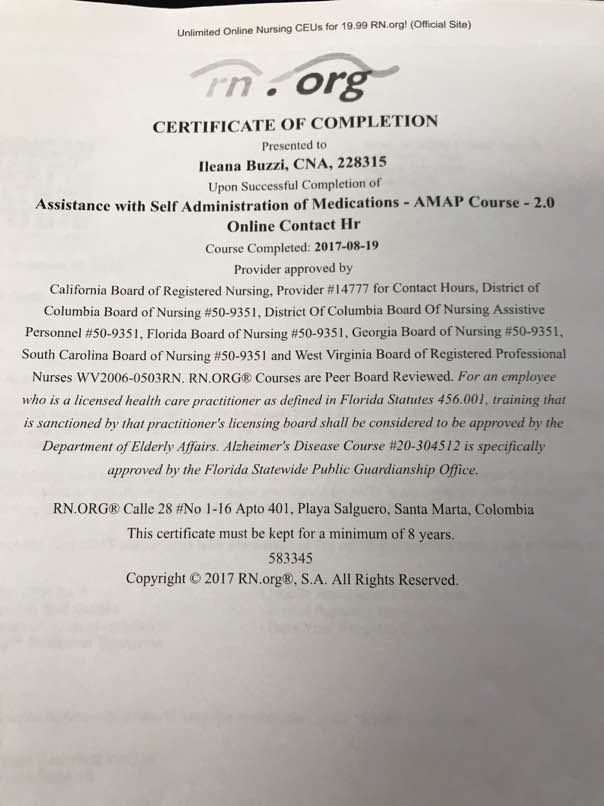 Unlimited Online Nursing CEUs for 19.99 RN.org! (Official Site)
rn.org
CERTIFICATE OF COMPLETION
Presented to
Ileana Buzzi, CNA, 228315
Upon Successful Completion of
Assistance with Self Administration of Medications - AMAP Course - 2.0
Online Contact Hr
Course Completed: 2017-08-19
Provider approved by
California Board of Registered Nursing, Provider #14777 for Contact Hours, District of
Columbia Board of Nursing #50-9351, District Of Columbia Board Of Nursing Assistive
Personnel #50-9351, Florida Board of Nursing #50-9351, Georgia Board of Nursing #50-9351,
South Carolina Board of Nursing #50-9351 and West Virginia Board of Registered Professional
Nurses WV2006-0503RN. RN.ORG® Courses are Peer Board Reviewed. For an employee
who is a licensed health care practitioner as defined in Florida Statutes 456.001, training that
is sanctioned by that practitioner's licensing board shall be considered to be approved by the
Department of Elderly Affairs. Alzheimer's Disease Course #20-304512 is specifically
approved by the Florida Statewide Public Guardianship Office.
RN.ORG® Calle 28 #No 1-16 Apto 401, Playa Salguero, Santa Marta, Colombia
This certificate must be kept for a minimum of 8 years.
583345
Copyright © 2017 RN.org®, S.A. All Rights Reserved.